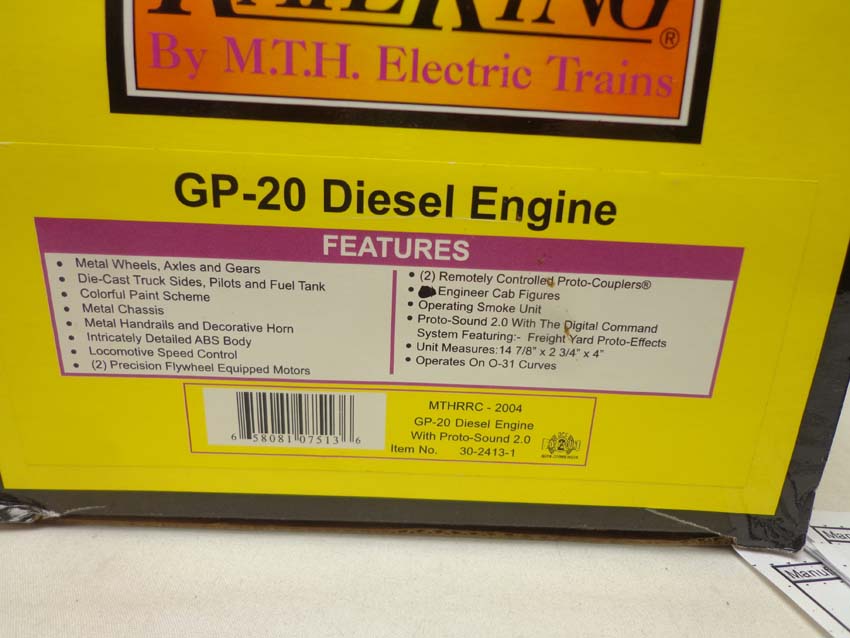 RAILKING®
By M.T.H. Electric Trains
GP-20 Diesel Engine
FEATURES
• Metal Wheels, Axles and Gears
• Die-Cast Truck Sides, Pilots and Fuel Tank
• Colorful Paint Scheme
• Metal Chassis
• Metal Handrails and Decorative Horn
• Intricately Detailed ABS Body
• Locomotive Speed Control
• (2) Precision Flywheel Equipped Motors
• (2) Remotely Controlled Proto-Couplers®
• Engineer Cab Figures
• Operating Smoke Unit
• Proto-Sound 2.0 With The Digital Command
System Featuring:- Freight Yard Proto-Effects
• Unit Measures:14 7/8" x 2 3/4" x 4"
• Operates On O-31 Curves
6 58081 07513 6
MTHRRC - 2004
GP-20 Diesel Engine
With Proto-Sound 2.0
Item No. 30-2413-1